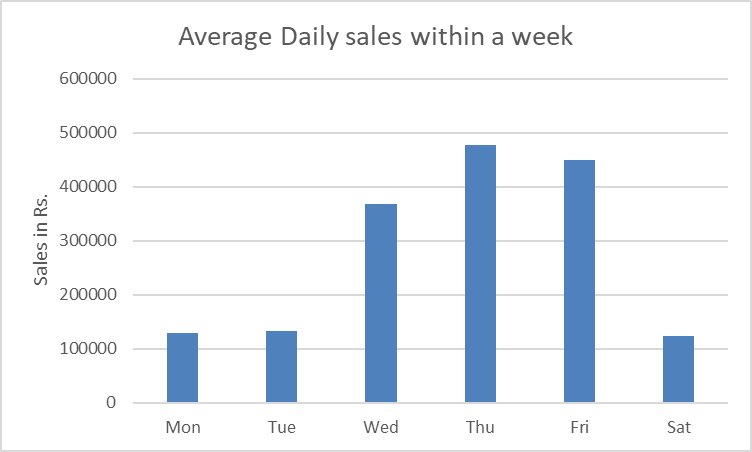 Average Daily sales within a week
600000
500000
400000
300000
200000
100000
0
Sales in Rs.
Mon Tue Wed Thu Fri Sat